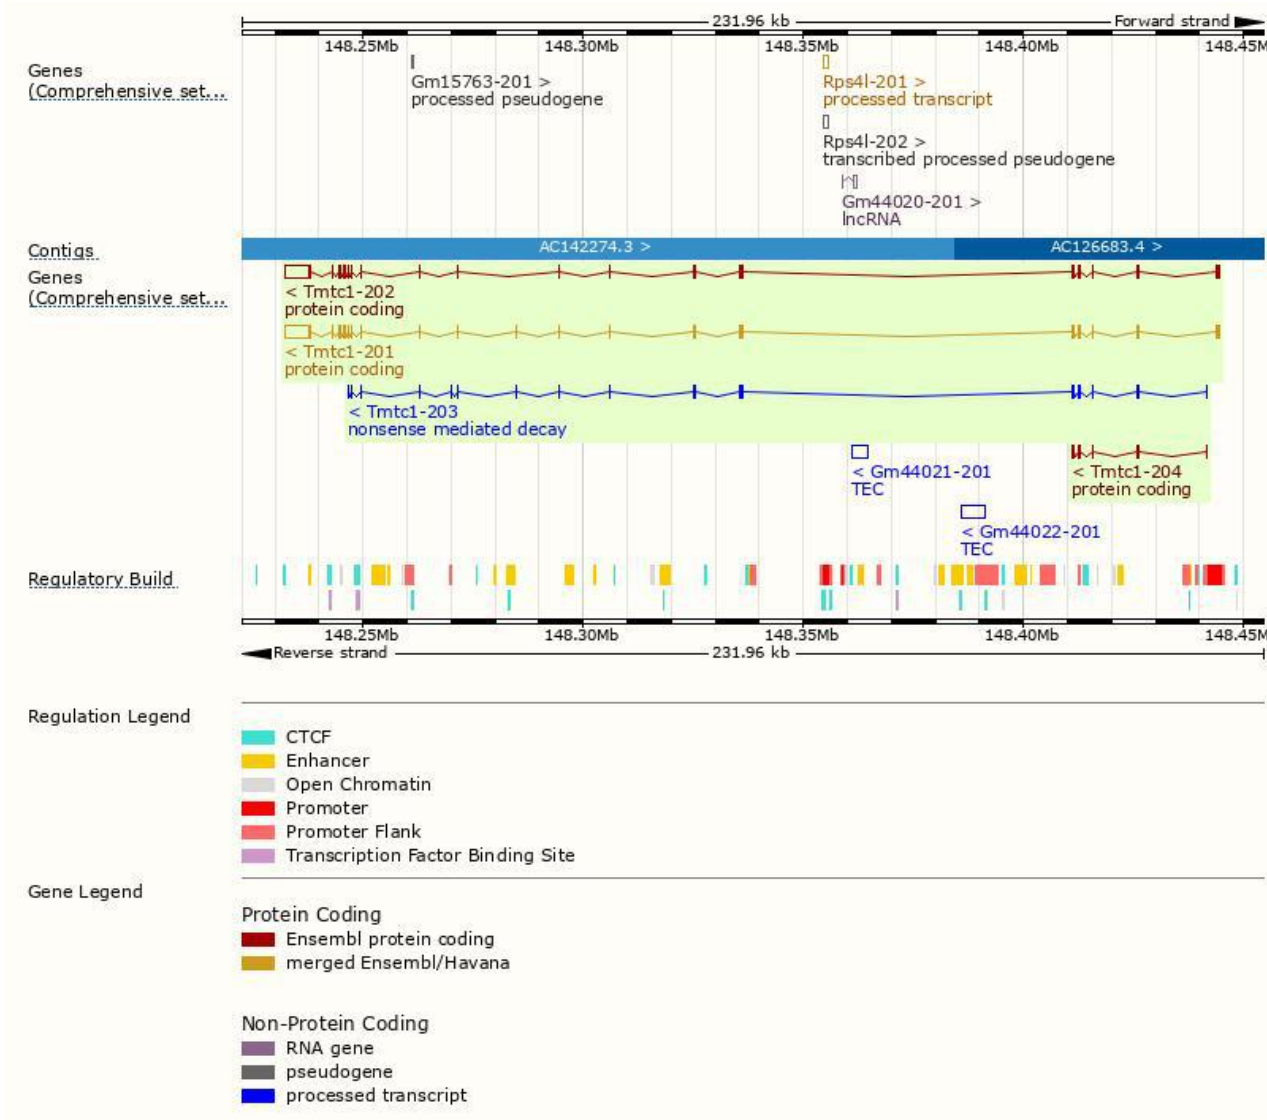 231.96 kb Forward strand
148.25Mb 148.30Mb 148.35Mb 148.40Mb 148.45M
Genes
(Comprehensive set...
Gm15763-201 >
processed pseudogene
Rps4l-201 >
processed transcript
Rps4l-202 >
transcribed processed pseudogene
Gm44020-201 >
lncRNA
Contigs
AC142274.3 > AC126683.4 >
Genes
(Comprehensive set...
< Tmtc1-202
protein coding
< Tmtc1-201
protein coding
< Tmtc1-203
nonsense mediated decay
< Gm44021-201
TEC
< Tmtc1-204
protein coding
< Gm44022-201
TEC
Regulatory Build
148.25Mb 148.30Mb 148.35Mb 148.40Mb 148.45M
Reverse strand 231.96 kb
Regulation Legend
CTCF
Enhancer
Open Chromatin
Promoter
Promoter Flank
Transcription Factor Binding Site
Gene Legend
Protein Coding
Ensembl protein coding
merged Ensembl/Havana
Non-Protein Coding
RNA gene
pseudogene
processed transcript